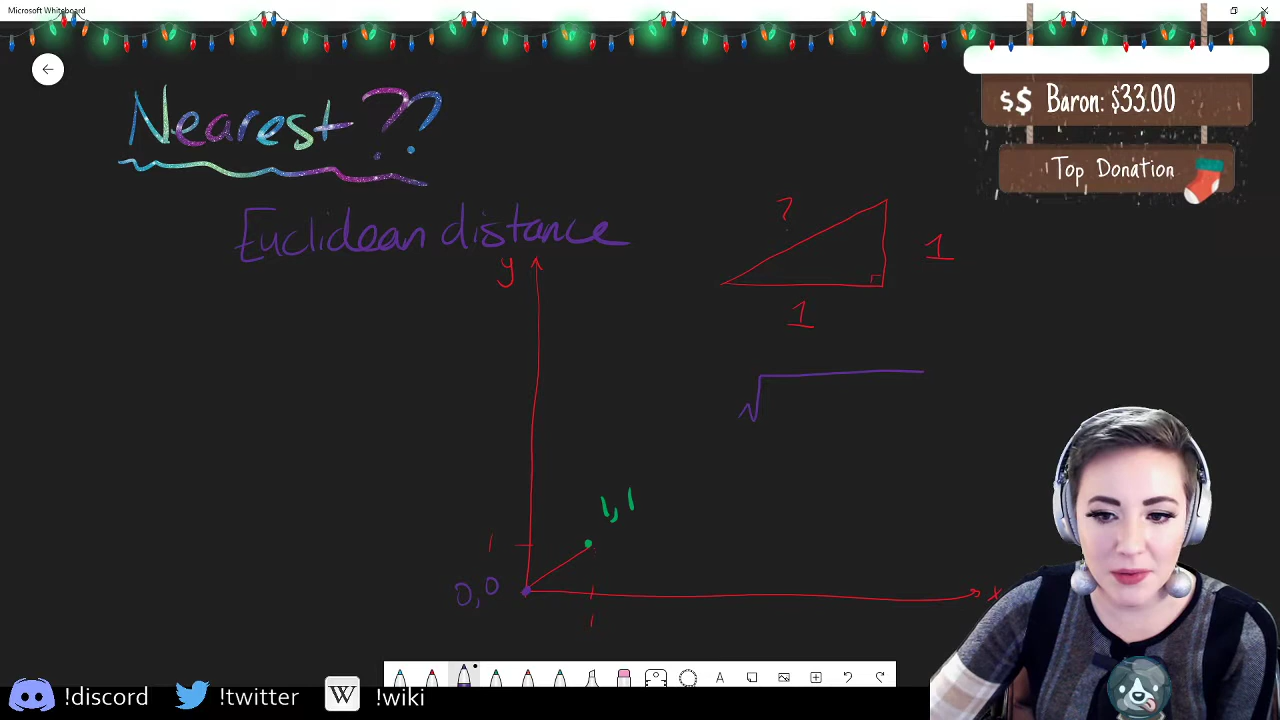 Microsoft Whiteboard
Nearest??
$$ Baron: $33.00
Top Donation
Euclidean distance
?
1
1
y
√
1,1
1
0,0
x
1
A
!discord
!twitter
W !wiki